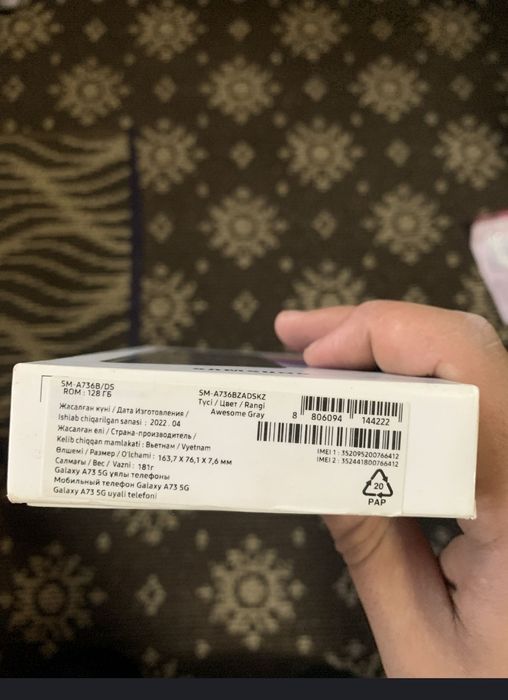 SAMSUNG
SM-A736B/DS
ROM : 128 ГБ
Жасалған күні / Дата Изготовления /
Ishlab chiqarilgan sanasi : 2022. 04
Жасалған елі / Страна-производитель /
Kelib chiqqan mamlakati: Вьетнам / Vyetnam
Өлшемі / Размер / O'lchami : 163,7 X 76,1 X 7,6 мм
Салмағы / Вес / Vazni : 181г
Galaxy A73 5G ұялы телефоны
Мобильный телефон Galaxy A73 5G
Galaxy A73 5G uyali telefoni
SM-A736BZADSKZ
Түсі / Цвет / Rangi
Awesome Gray
8 806094 144222
IMEI 1 : 352095200766412
IMEI 2 : 352441800766412
20
PAP